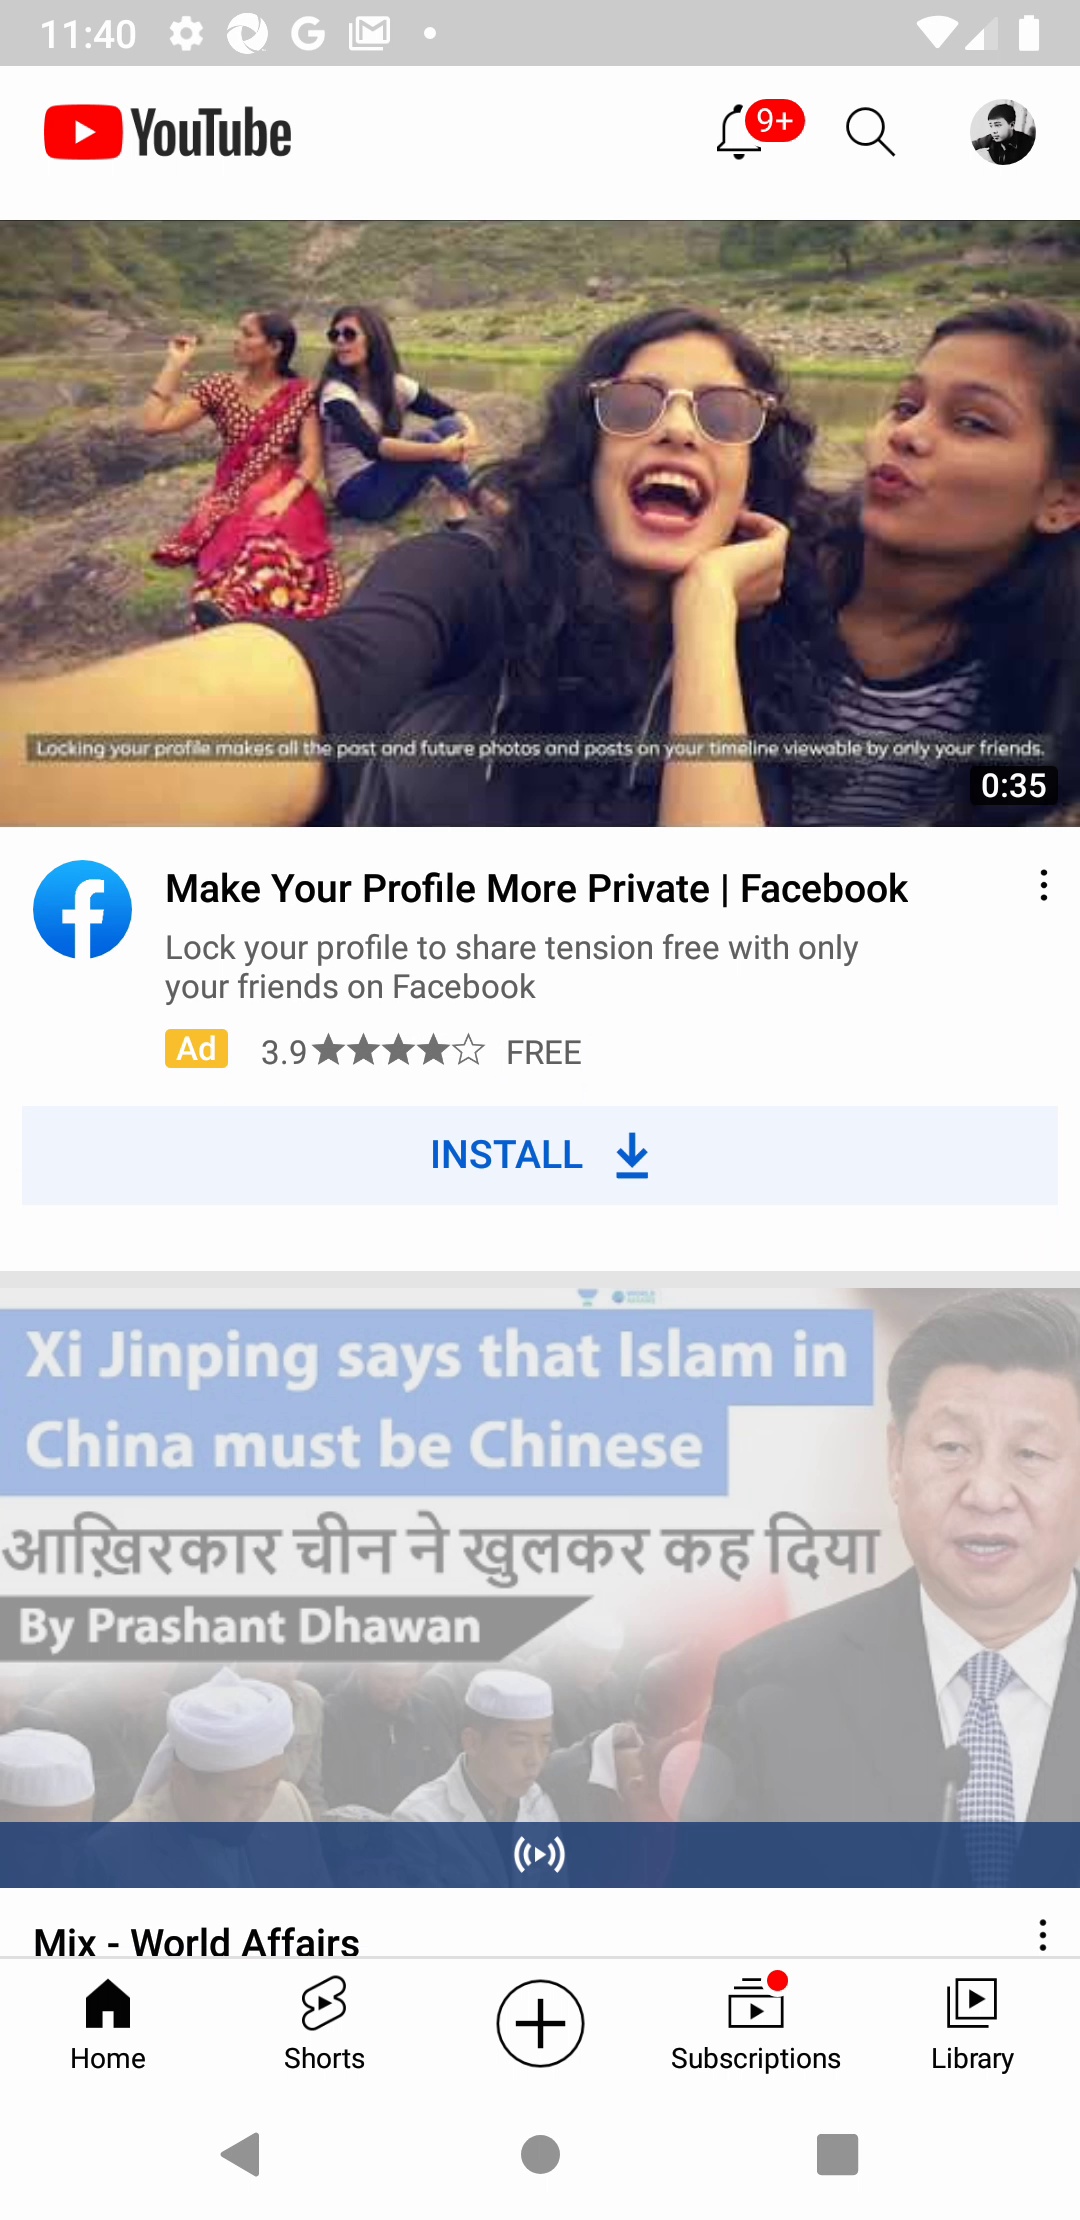 11:40
YouTube
9+
Locking your profile makes all the past and future photos and posts on your timeline viewable by only your friends.
0:35
Make Your Profile More Private | Facebook
Lock your profile to share tension free with only
your friends on Facebook
Ad 3.9 FREE
INSTALL
WORLD
Xi Jinping says that Islam in
China must be Chinese
आख़िरकार चीन ने खुलकर कह दिया
By Prashant Dhawan
Mix - World Affairs
Home Shorts Subscriptions Library